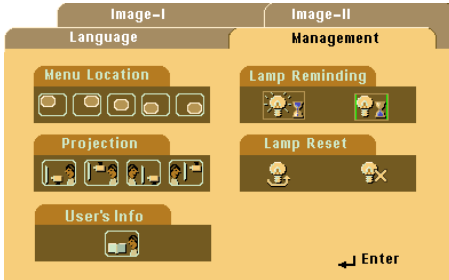 Image-I
Image-II
Language
Management
Menu Location
Lamp Reminding
Projection
Lamp Reset
User's Info
Enter